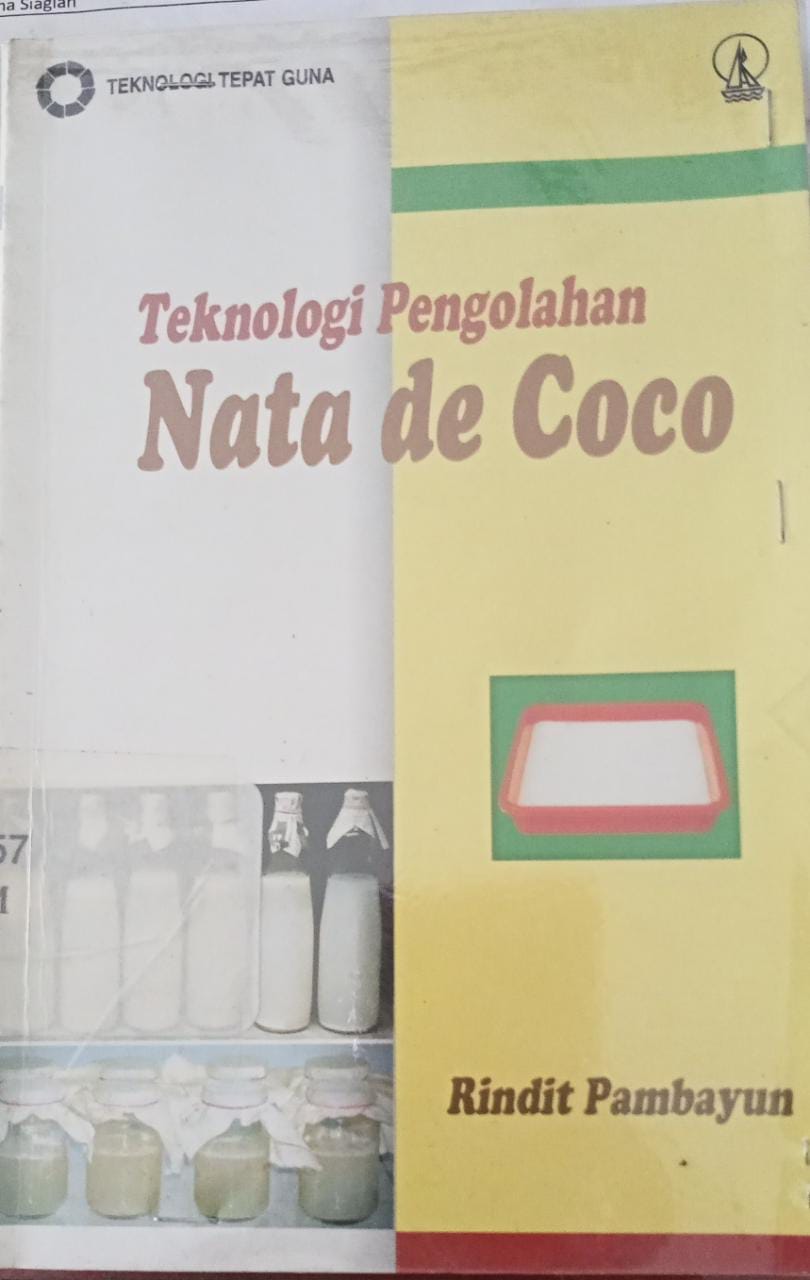 na Siagian
TEKNOLOGI TEPAT GUNA
Teknologi Pengolahan
Nata de Coco
57
Rindit Pambayun